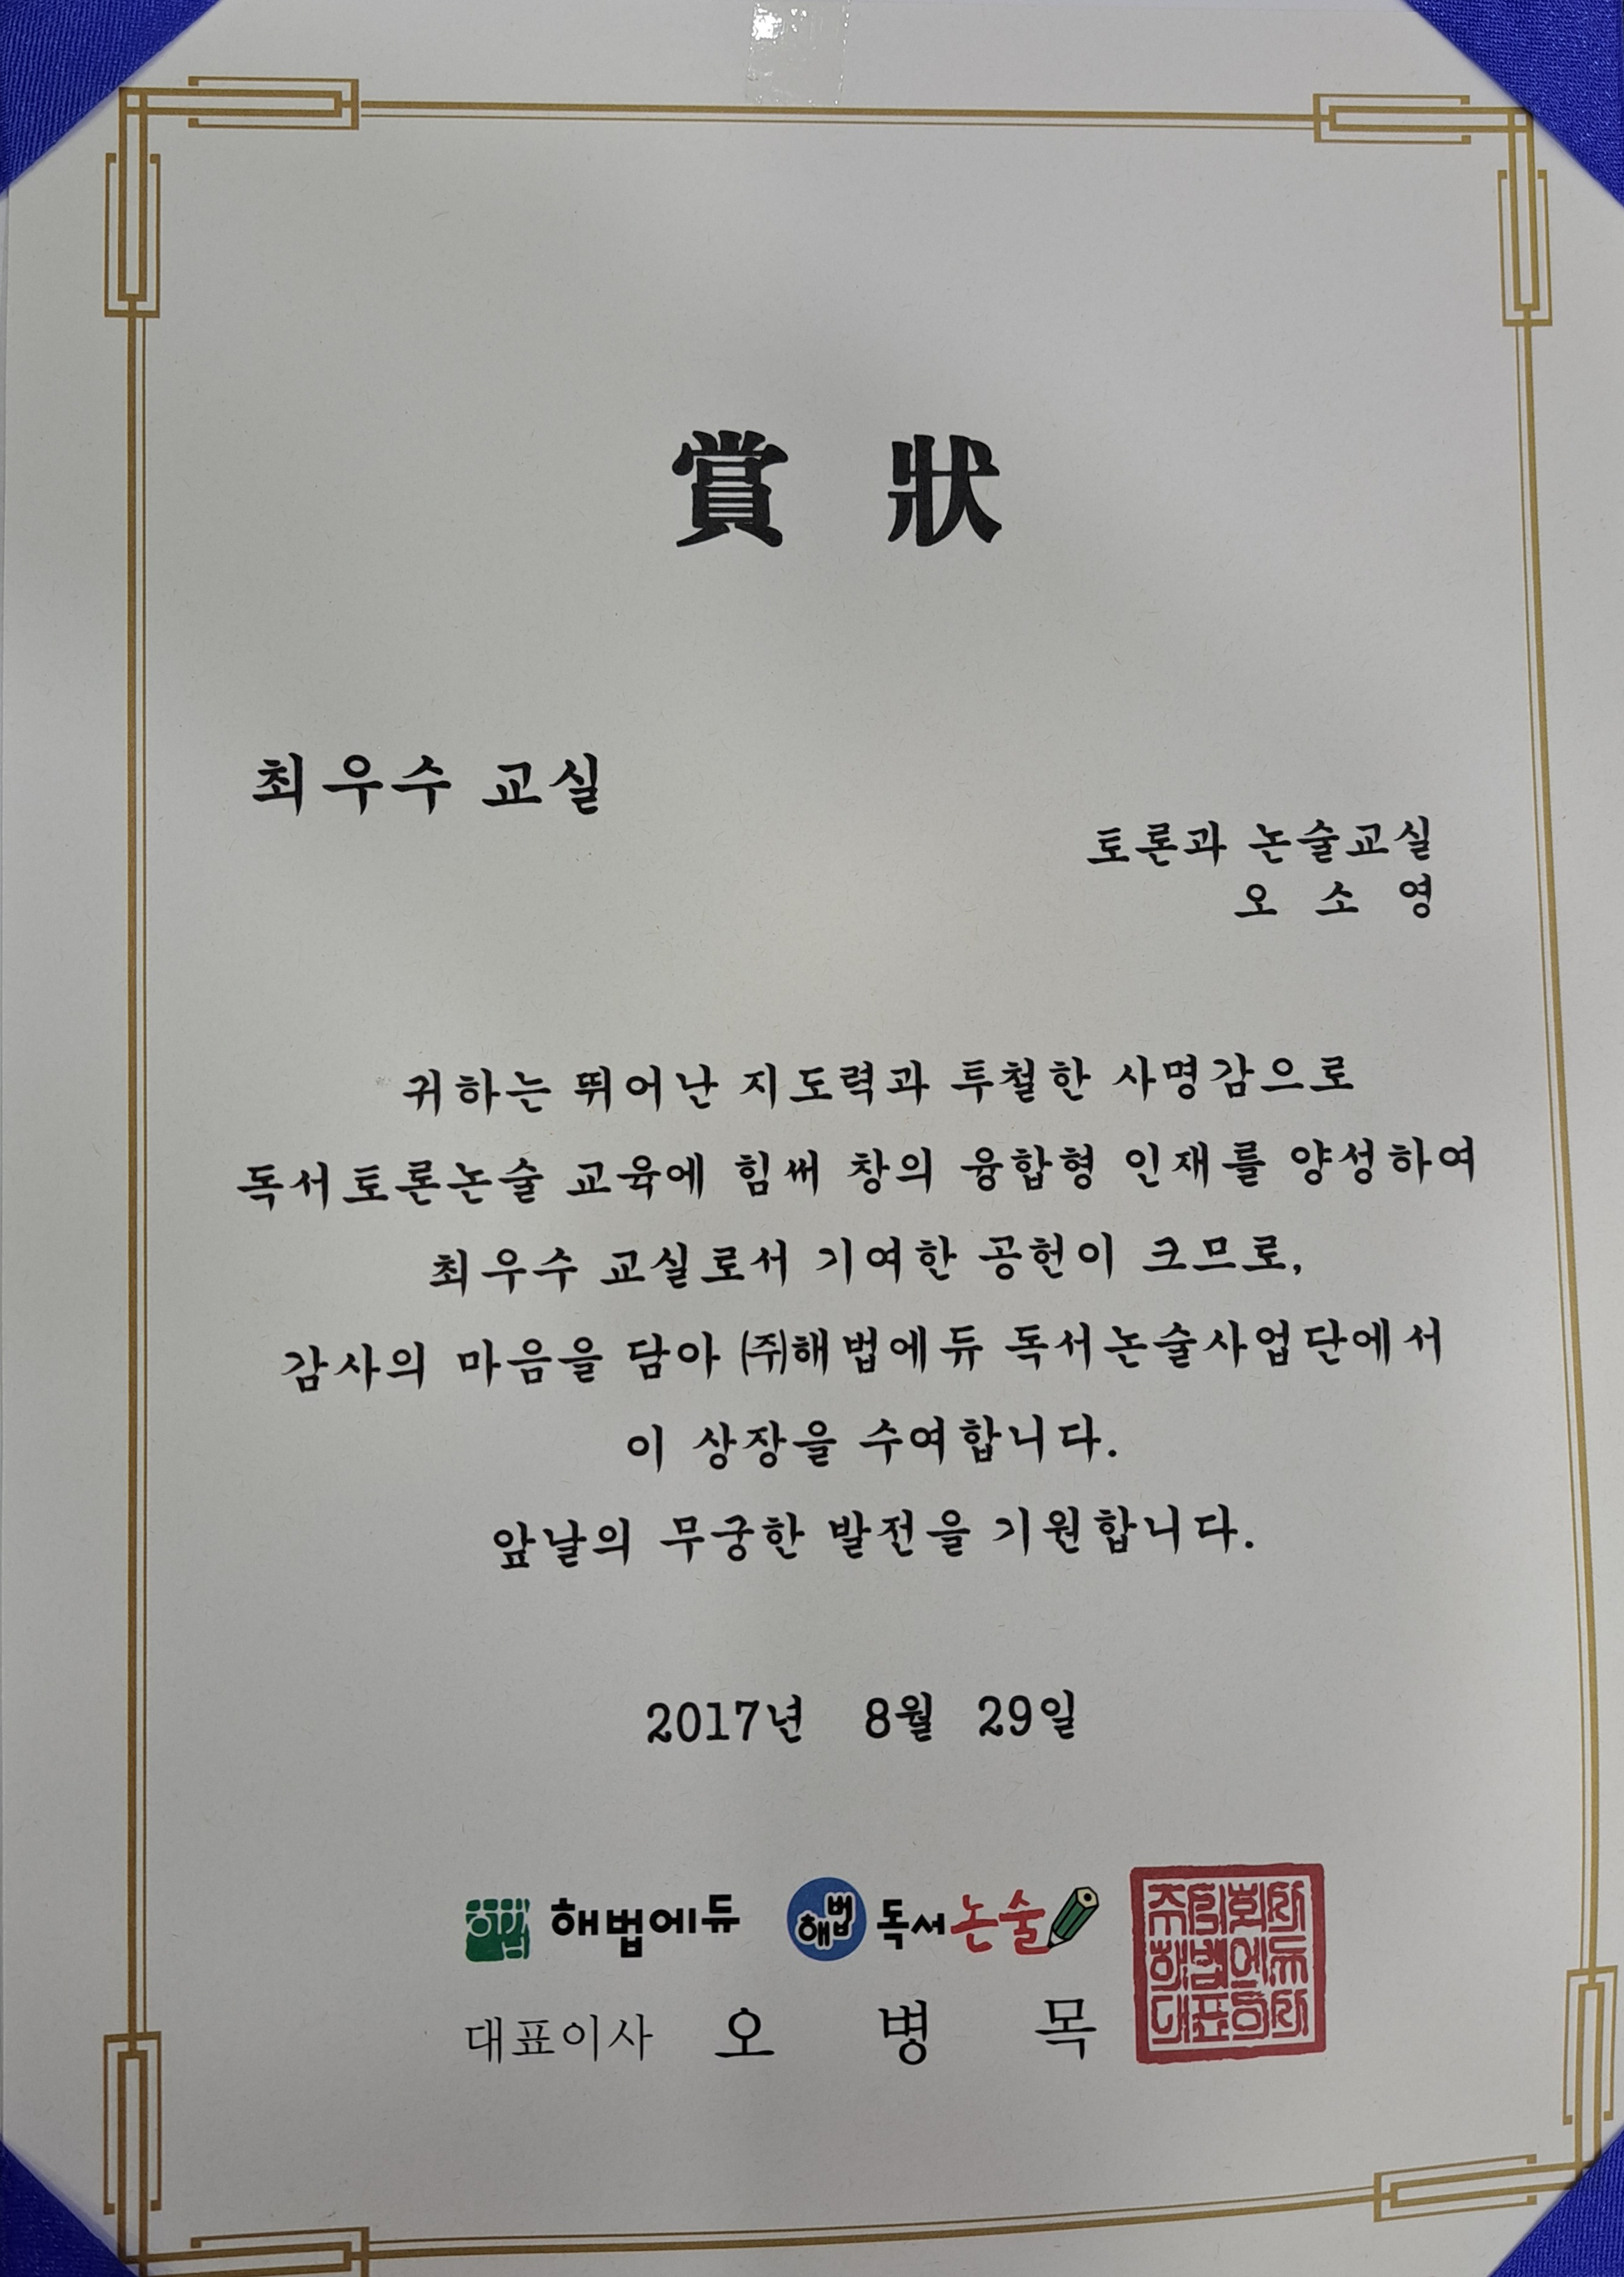 賞 狀
최우수 교실
토론과 논술교실
오 소 영
귀하는 뛰어난 지도력과 투철한 사명감으로
독서토론논술 교육에 힘써 창의 융합형 인재를 양성하여
최우수 교실로서 기여한 공헌이 크므로,
감사의 마음을 담아 ㈜해법에듀 독서논술사업단에서
이 상장을 수여합니다.
앞날의 무궁한 발전을 기원합니다.
2017년 8월 29일
해법 해법에듀 해법 독서논술
대표이사 오 병 목